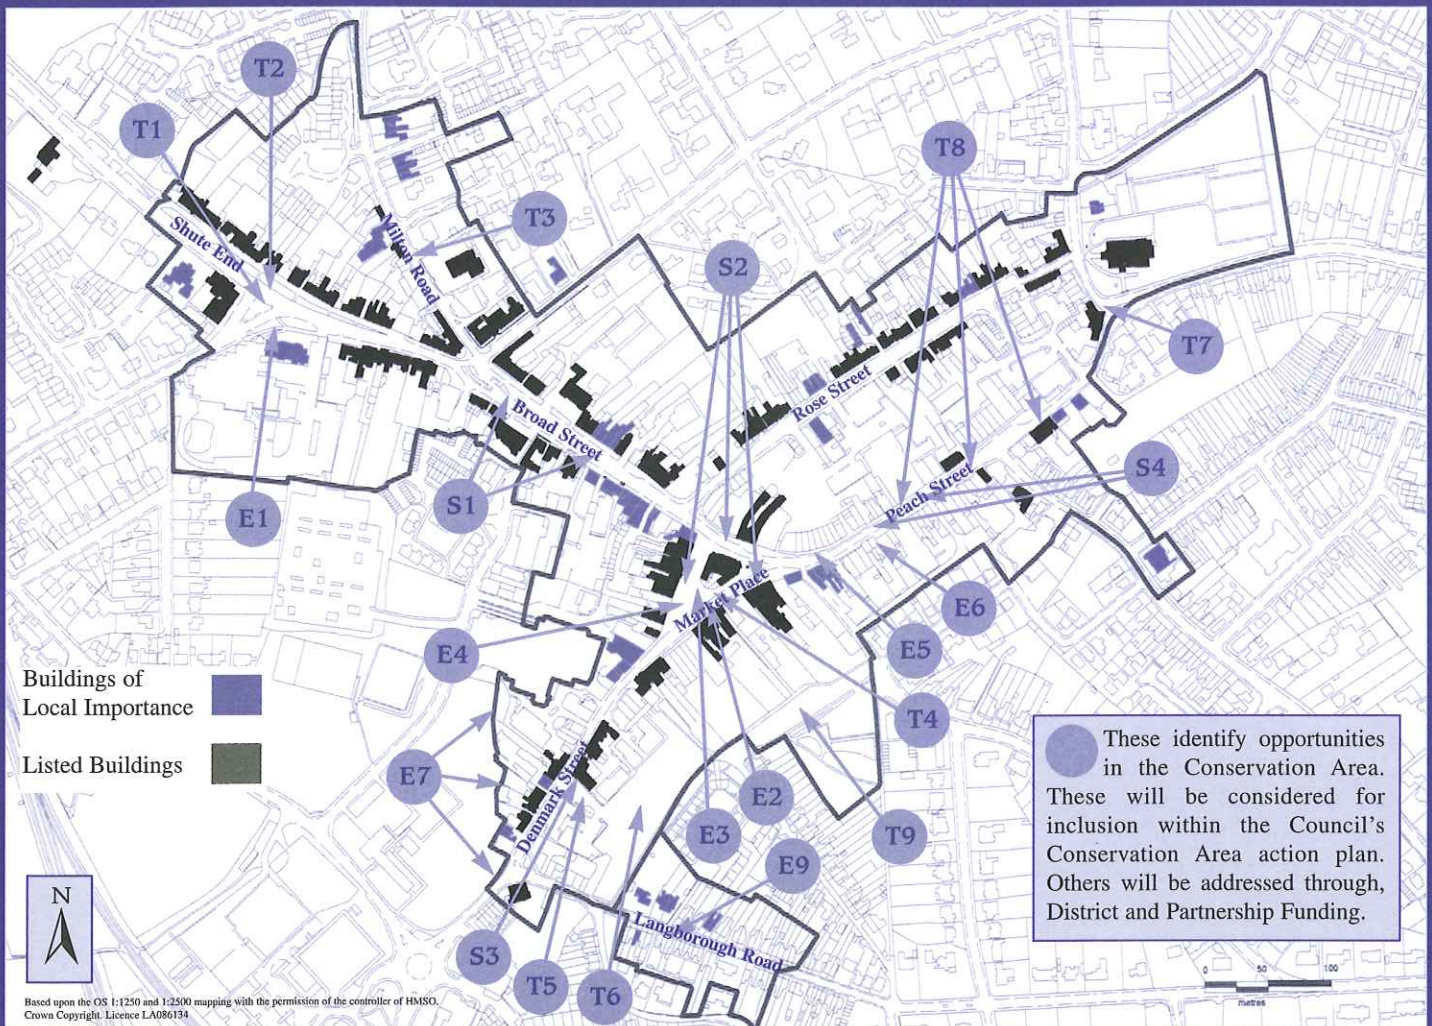 T2
T1
T8
T3
Shute End
Milton Road
S2
T7
Rose Street
Broad Street
Peach Street
S4
E1
S1
Market Place
E6
E5
E4
Buildings of
Local Importance
Listed Buildings
T4
E7
Denmark Street
E2
E3
T9
E9
Langborough Road
S3
T5
T6
These identify opportunities
in the Conservation Area.
These will be considered for
inclusion within the Council's
Conservation Area action plan.
Others will be addressed through,
District and Partnership Funding.
N
0 50 100
metres
Based upon the OS 1:1250 and 1:2500 mapping with the permission of the controller of HMSO.
Crown Copyright. Licence LA086134